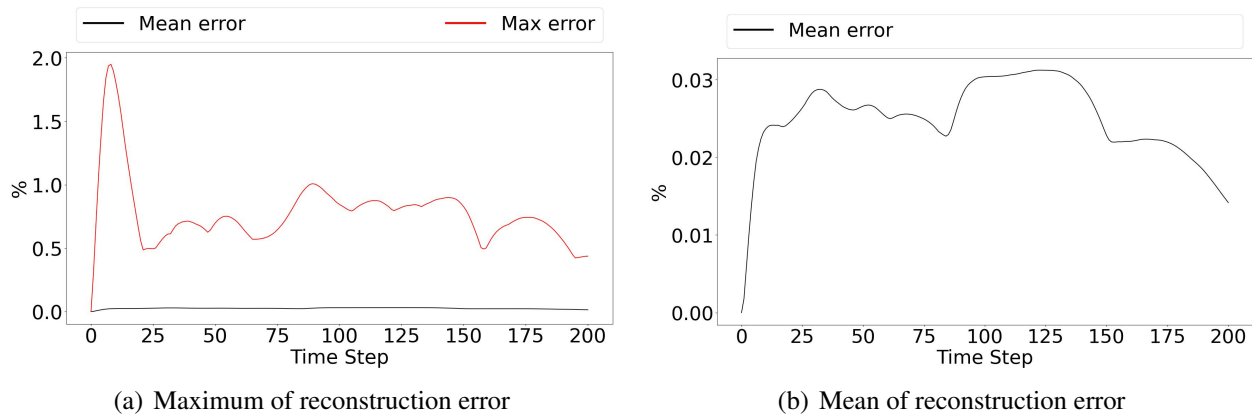 Mean error Max error
2.0
1.5
1.0
0.5
0.0
%
0 25 50 75 100 125 150 175 200
Time Step
(a) Maximum of reconstruction error
Mean error
0.03
0.02
0.01
0.00
%
0 25 50 75 100 125 150 175 200
Time Step
(b) Mean of reconstruction error